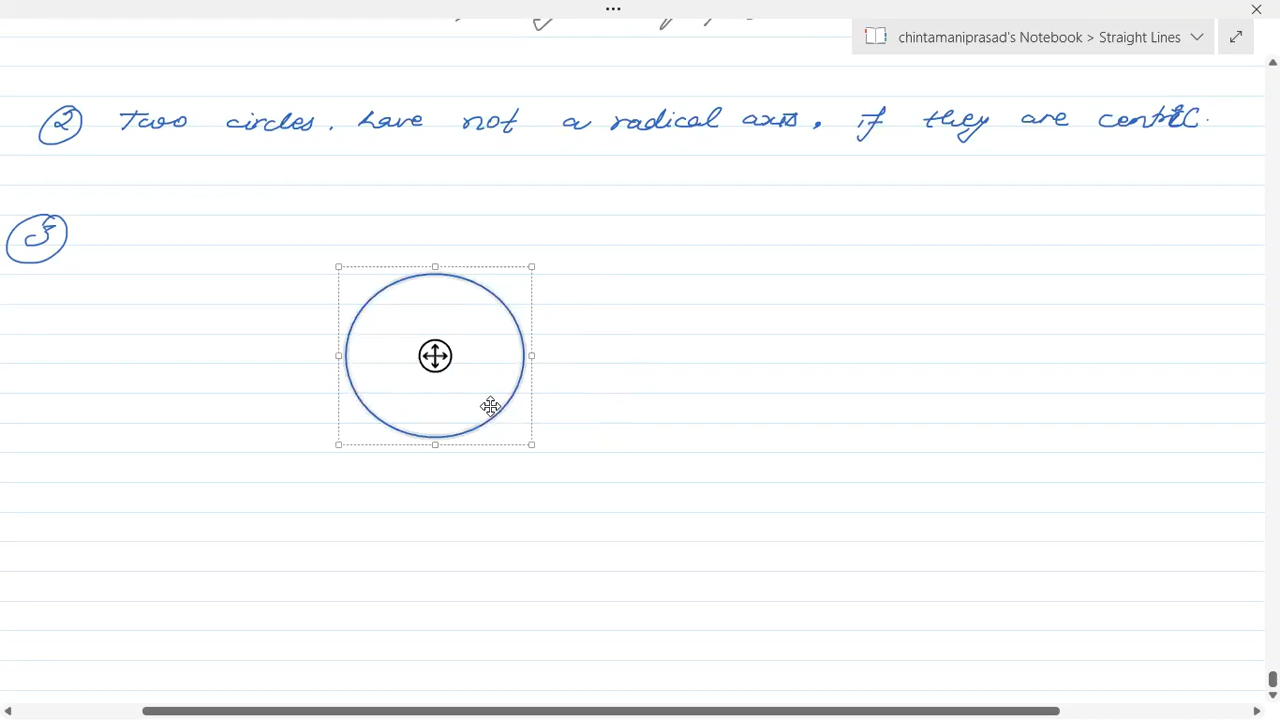 chintamaniprasad's Notebook > Straight Lines
② Two circles. have not a radical axis. if they are centric.
③